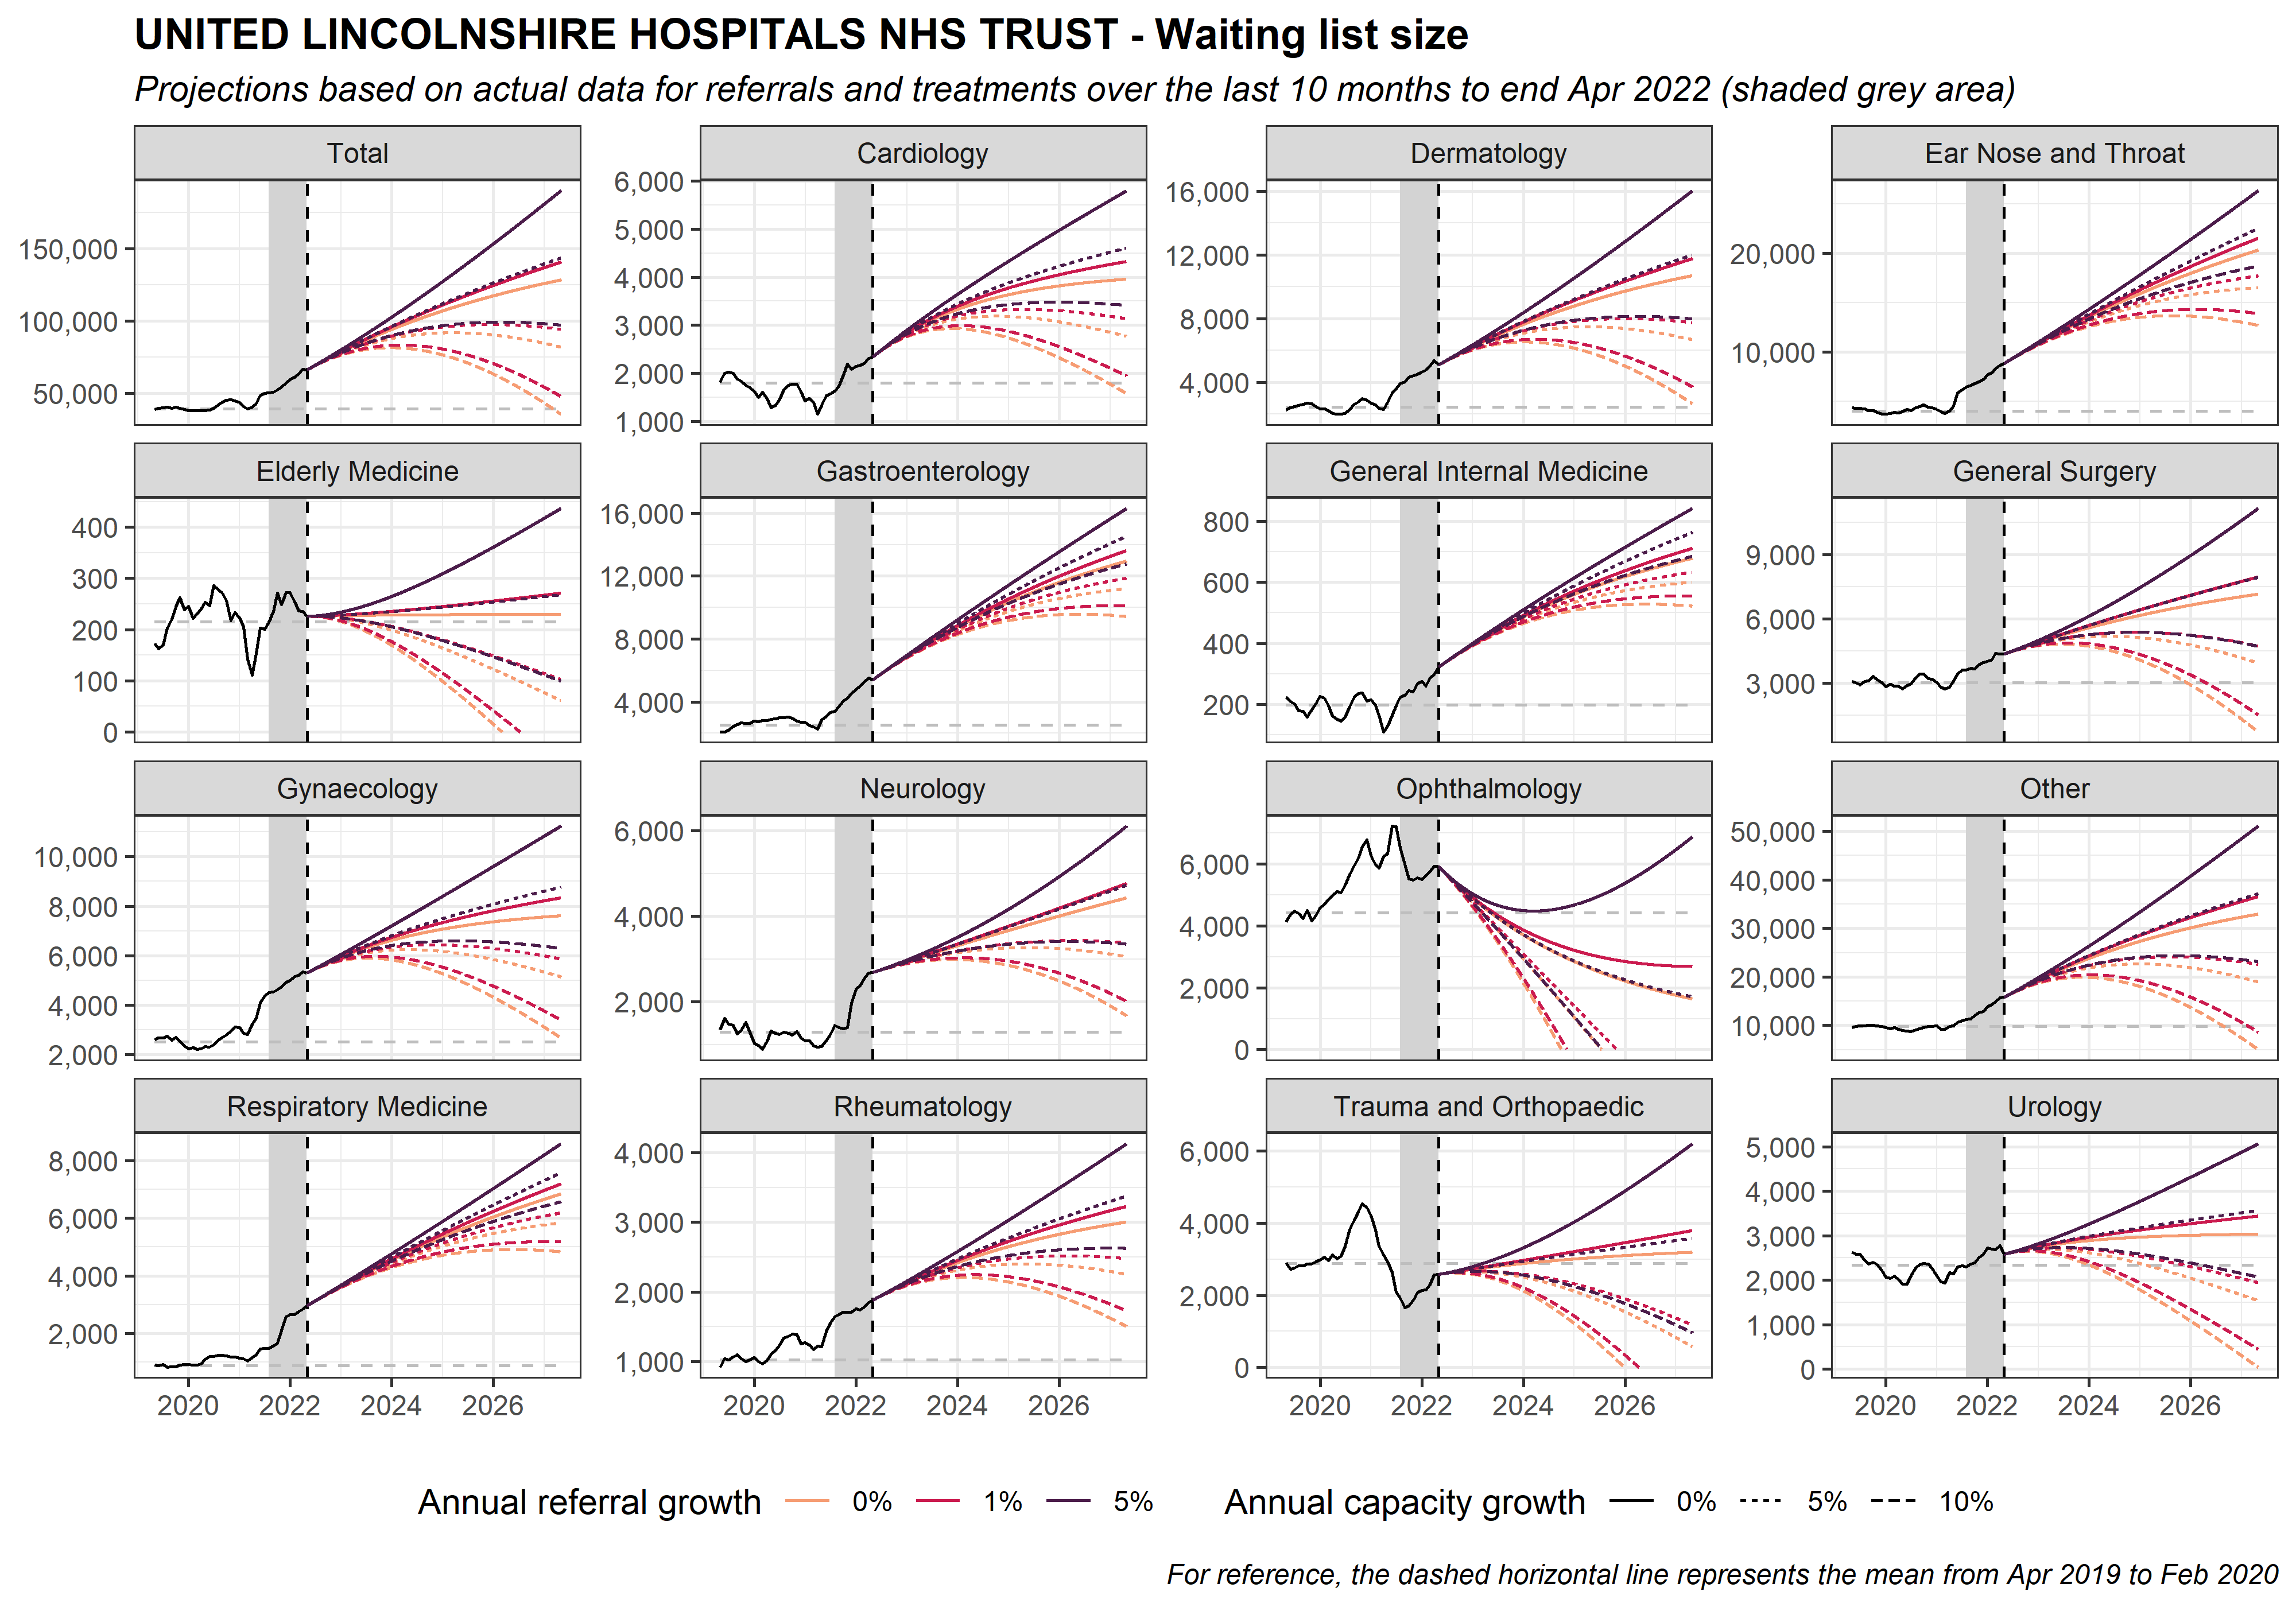 UNITED LINCOLNSHIRE HOSPITALS NHS TRUST - Waiting list size
Projections based on actual data for referrals and treatments over the last 10 months to end Apr 2022 (shaded grey area)
Total
Cardiology
Dermatology
Ear Nose and Throat
150,000
100,000
50,000
6,000
5,000
4,000
3,000
2,000
1,000
16,000
12,000
8,000
4,000
20,000
10,000
Elderly Medicine
Gastroenterology
General Internal Medicine
General Surgery
400
300
200
100
0
16,000
12,000
8,000
4,000
800
600
400
200
9,000
6,000
3,000
Gynaecology
Neurology
Ophthalmology
Other
10,000
8,000
6,000
4,000
2,000
6,000
4,000
2,000
6,000
4,000
2,000
0
50,000
40,000
30,000
20,000
10,000
Respiratory Medicine
Rheumatology
Trauma and Orthopaedic
Urology
8,000
6,000
4,000
2,000
4,000
3,000
2,000
1,000
6,000
4,000
2,000
0
5,000
4,000
3,000
2,000
1,000
0
2020 2022 2024 2026
2020 2022 2024 2026
2020 2022 2024 2026
2020 2022 2024 2026
Annual referral growth 0% 1% 5%
Annual capacity growth 0% 5% 10%
For reference, the dashed horizontal line represents the mean from Apr 2019 to Feb 2020